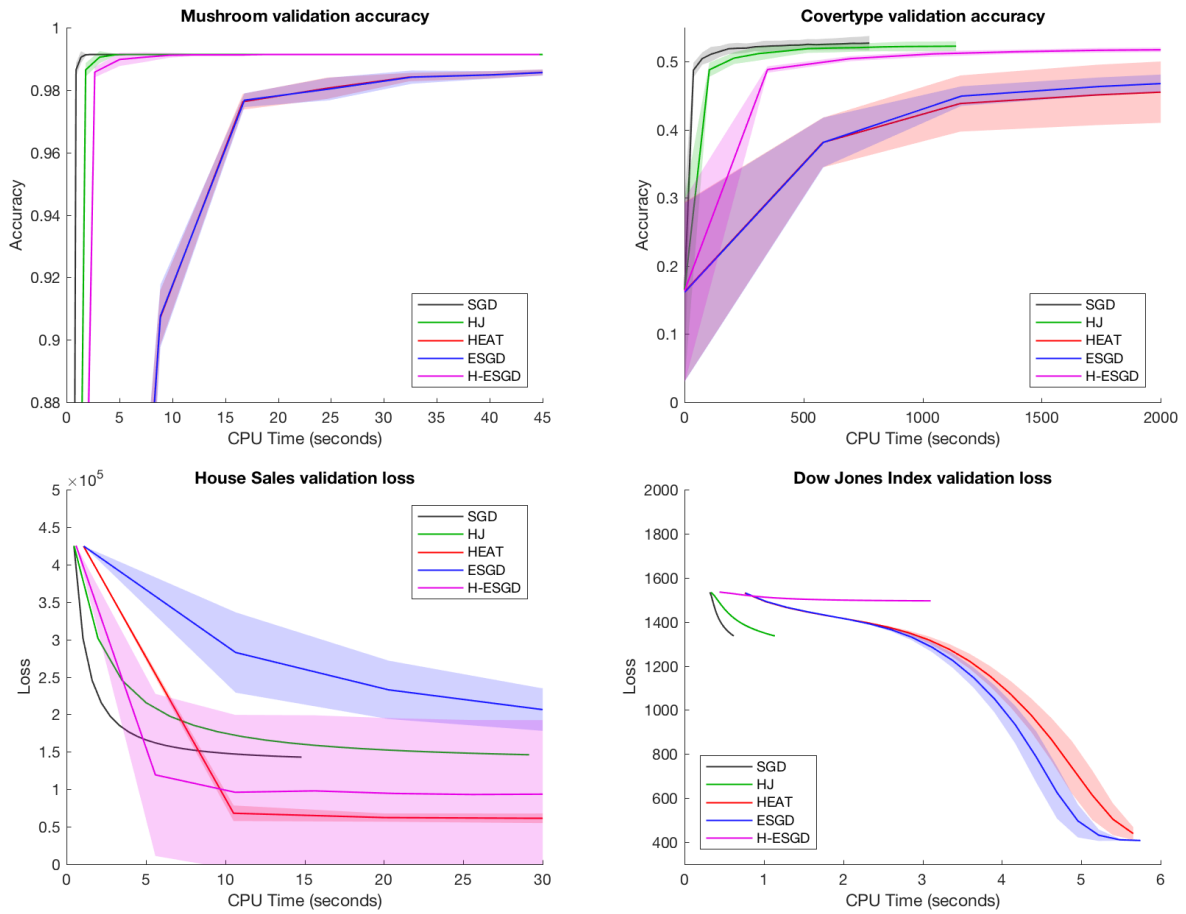 Mushroom validation accuracy
1
0.98
0.96
0.94
0.92
0.9
0.88
Accuracy
SGD
HJ
HEAT
ESGD
H-ESGD
0 5 10 15 20 25 30 35 40 45
CPU Time (seconds)
Covertype validation accuracy
0.5
0.4
0.3
0.2
0.1
0
Accuracy
SGD
HJ
HEAT
ESGD
H-ESGD
0 500 1000 1500 2000
CPU Time (seconds)
House Sales validation loss
×10^5
5
4.5
4
3.5
3
2.5
2
1.5
1
0.5
0
Loss
SGD
HJ
HEAT
ESGD
H-ESGD
0 5 10 15 20 25 30
CPU Time (seconds)
Dow Jones Index validation loss
2000
1800
1600
1400
1200
1000
800
600
400
Loss
SGD
HJ
HEAT
ESGD
H-ESGD
0 1 2 3 4 5 6
CPU Time (seconds)